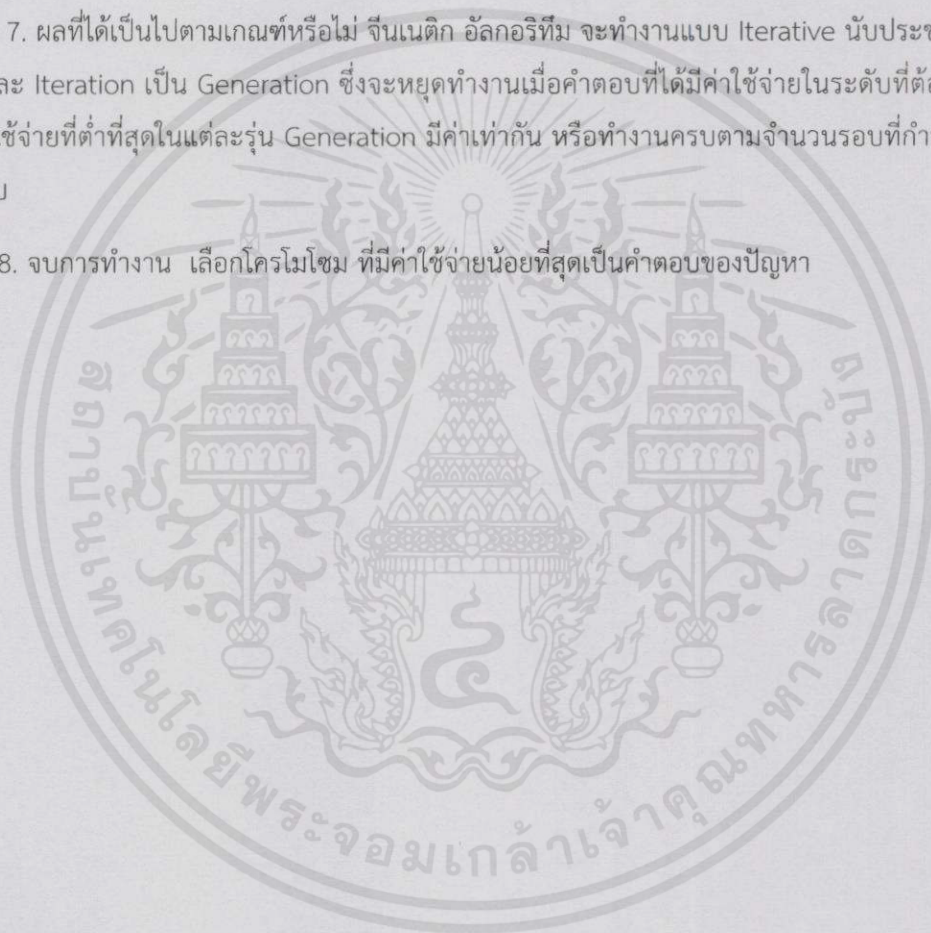 7. ผลที่ได้เป็นไปตามเกณฑ์หรือไม่ จีนเนติก อัลกอริทึม จะทำงานแบบ Iterative
Iteration เป็น Generation ซึ่งจะหยุดทำงานเมื่อคำตอบที่ได้มีค่าใช้จ่ายในระดับที่
ใช้จ่ายที่ต่ำที่สุดในแต่ละรุ่น Generation มีค่าเท่ากัน หรือทำงานครบตามจำนวนรอบที่
8. จบการทำงาน เลือกโครโมโซม ที่มีค่าใช้จ่ายน้อยที่สุดเป็นคำตอบของปัญหา
สถาบันเทคโนโลยีพระจอมเกล้าเจ้าคุณทหารลาดกระบัง